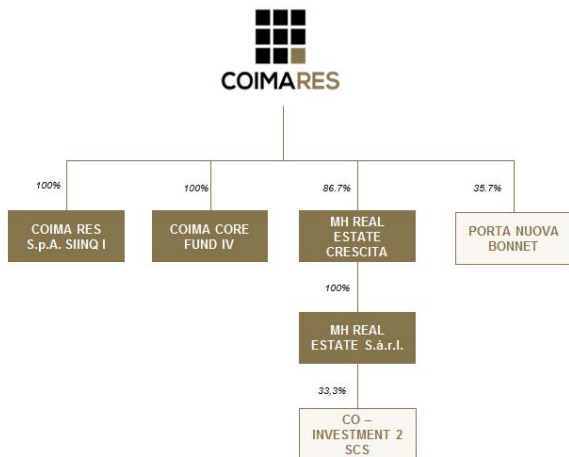 COIMARES
100%
100%
86.7%
35.7%
COIMA RES
S.p.A. SIINQ I
COIMA CORE
FUND IV
MH REAL
ESTATE
CRESCITA
PORTA NUOVA
BONNET
100%
MH REAL
ESTATE S.à.r.l.
33,3%
CO –
INVESTMENT 2
SCS